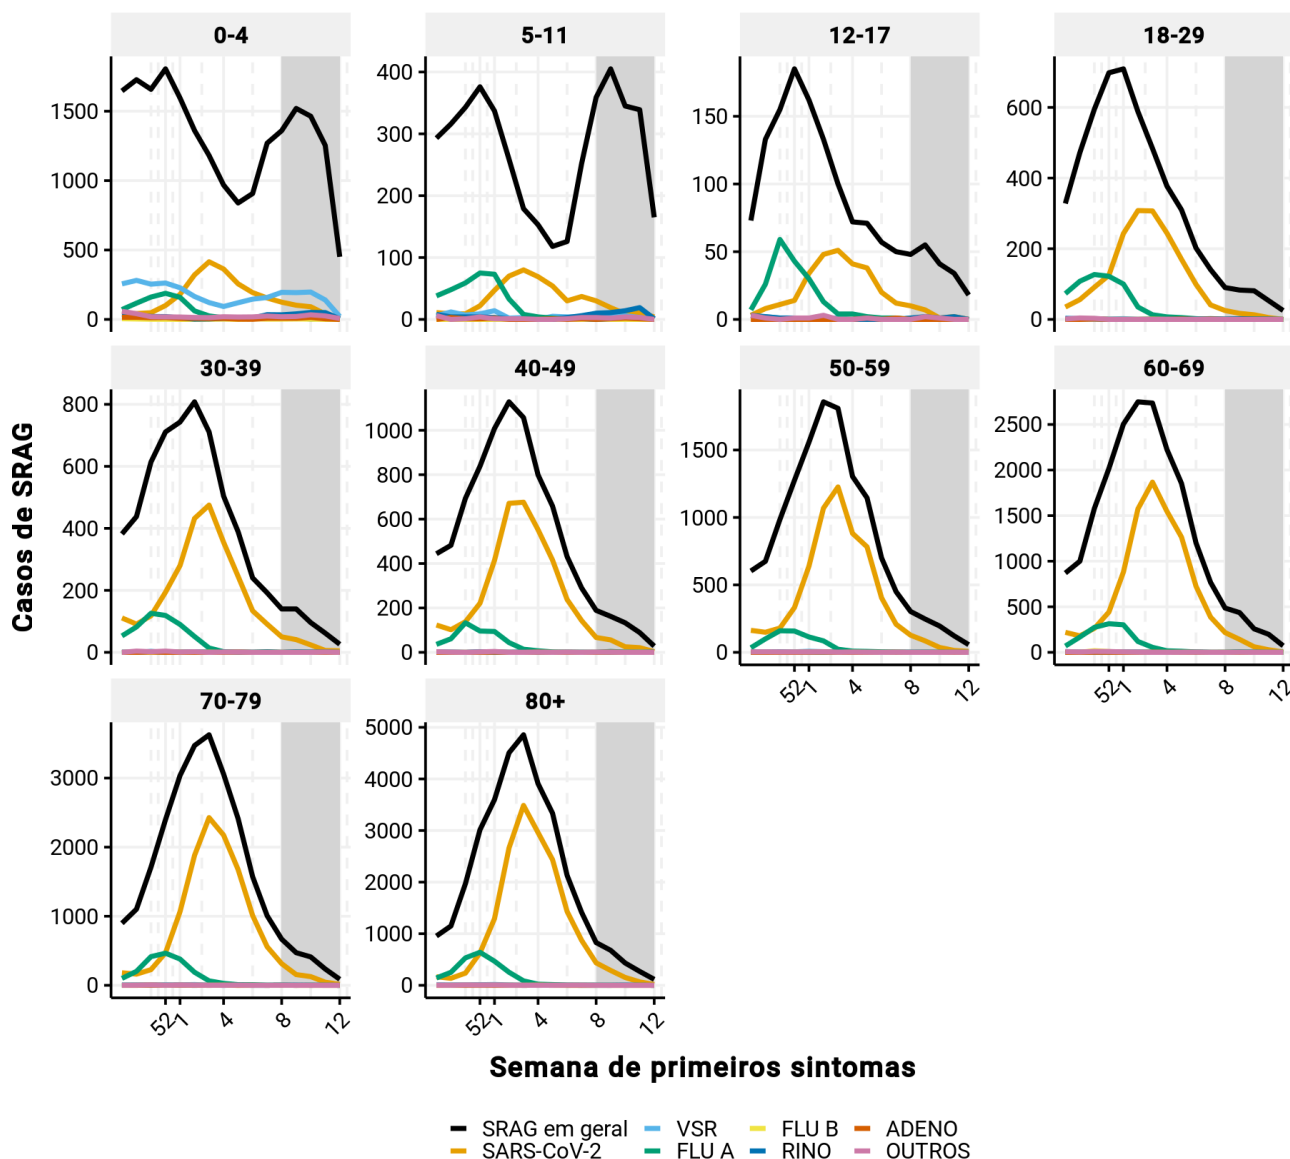 0-4 5-11 12-17 18-29
1500 400 150 600
1000 300 100 400
500 200 50 200
0 100 0 0
0
30-39 40-49 50-59 60-69
800 1000 1500 2500
600 800 1000 2000
400 600 500 1500
200 400 0 1000
0 200 500
0 0
52 1 4 8 12 52 1 4 8 12
70-79 80+
3000 5000
2000 4000
1000 3000
0 2000
1000
0
52 1 4 8 12 52 1 4 8 12
Casos de SRAG
Semana de primeiros sintomas
SRAG em geral VSR FLU B ADENO
SARS-CoV-2 FLU A RINO OUTROS